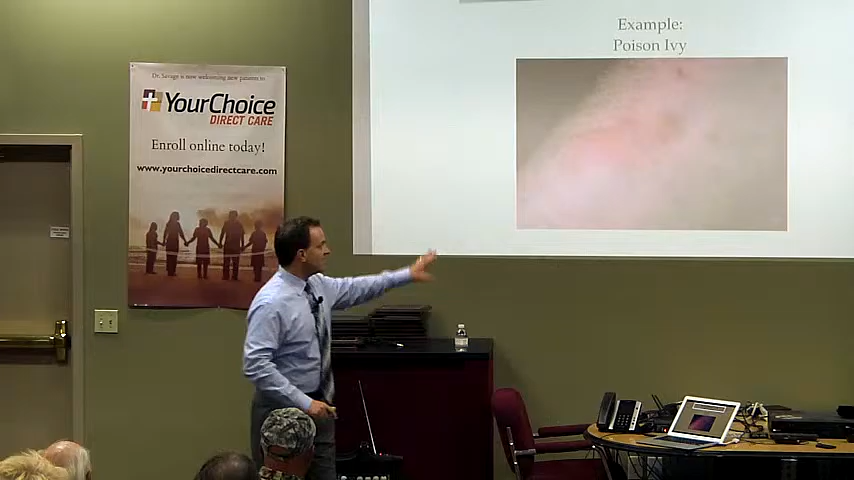 Dr. Savage is now welcoming new patients to
YourChoice
DIRECT CARE
Enroll online today!
www.yourchoicedirectcare.com
Example:
Poison Ivy